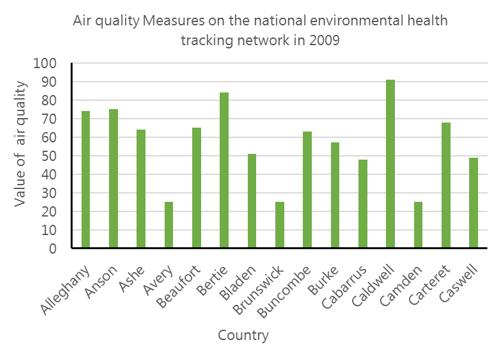 Air quality Measures on the national environmental health
tracking network in 2009
Value of  air quality
100
90
80
70
60
50
40
30
20
10
0
Alleghany
Anson
Ashe
Avery
Beaufort
Bertie
Bladen
Brunswick
Buncombe
Burke
Cabarrus
Caldwell
Camden
Carteret
Caswell
Country